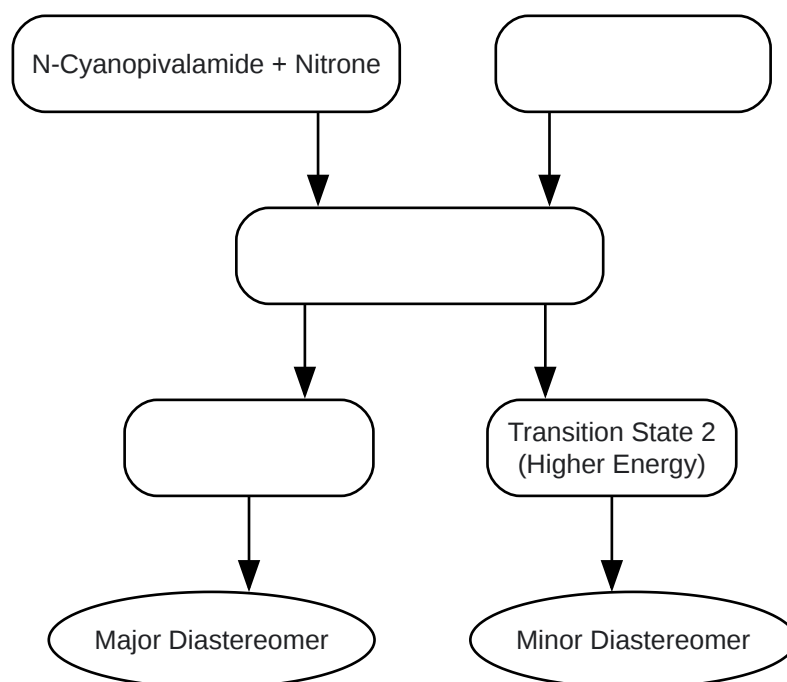 N-Cyanopivalamide + Nitrone
Transition State 2
(Higher Energy)
Major Diastereomer
Minor Diastereomer